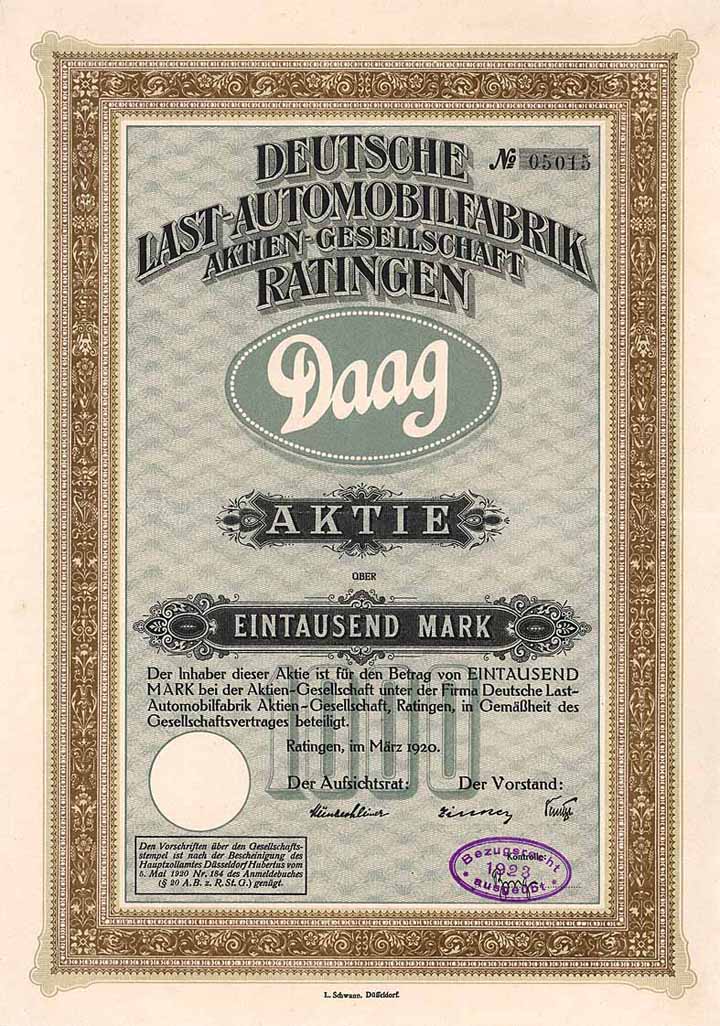 DEUTSCHE
№ 05015
LAST-AUTOMOBILFABRIK
AKTIEN-GESELLSCHAFT
RATINGEN
Daag
AKTIE
ÜBER
EINTAUSEND MARK
1000
Der Inhaber dieser Aktie ist für den Betrag von EINTAUSEND
MARK bei der Aktien-Gesellschaft unter der Firma Deutsche Last-
Automobilfabrik Aktien-Gesellschaft, Ratingen, in Gemäßheit des
Gesellschaftsvertrages beteiligt.
Ratingen, im März 1920.
Der Aufsichtsrat: Der Vorstand:
Den Vorschriften über den Gesellschafts-
stempel ist nach der Bescheinigung des
Hauptzollamtes Düsseldorf Hubertus vom
5. Mai 1920 Nr. 184 des Anmeldebuches
(§ 20 A.B. z. R.St.G.) genügt.
Kontrolle:
Bezugsrecht
1923
ausgeübt
L. Schwann, Düsseldorf.